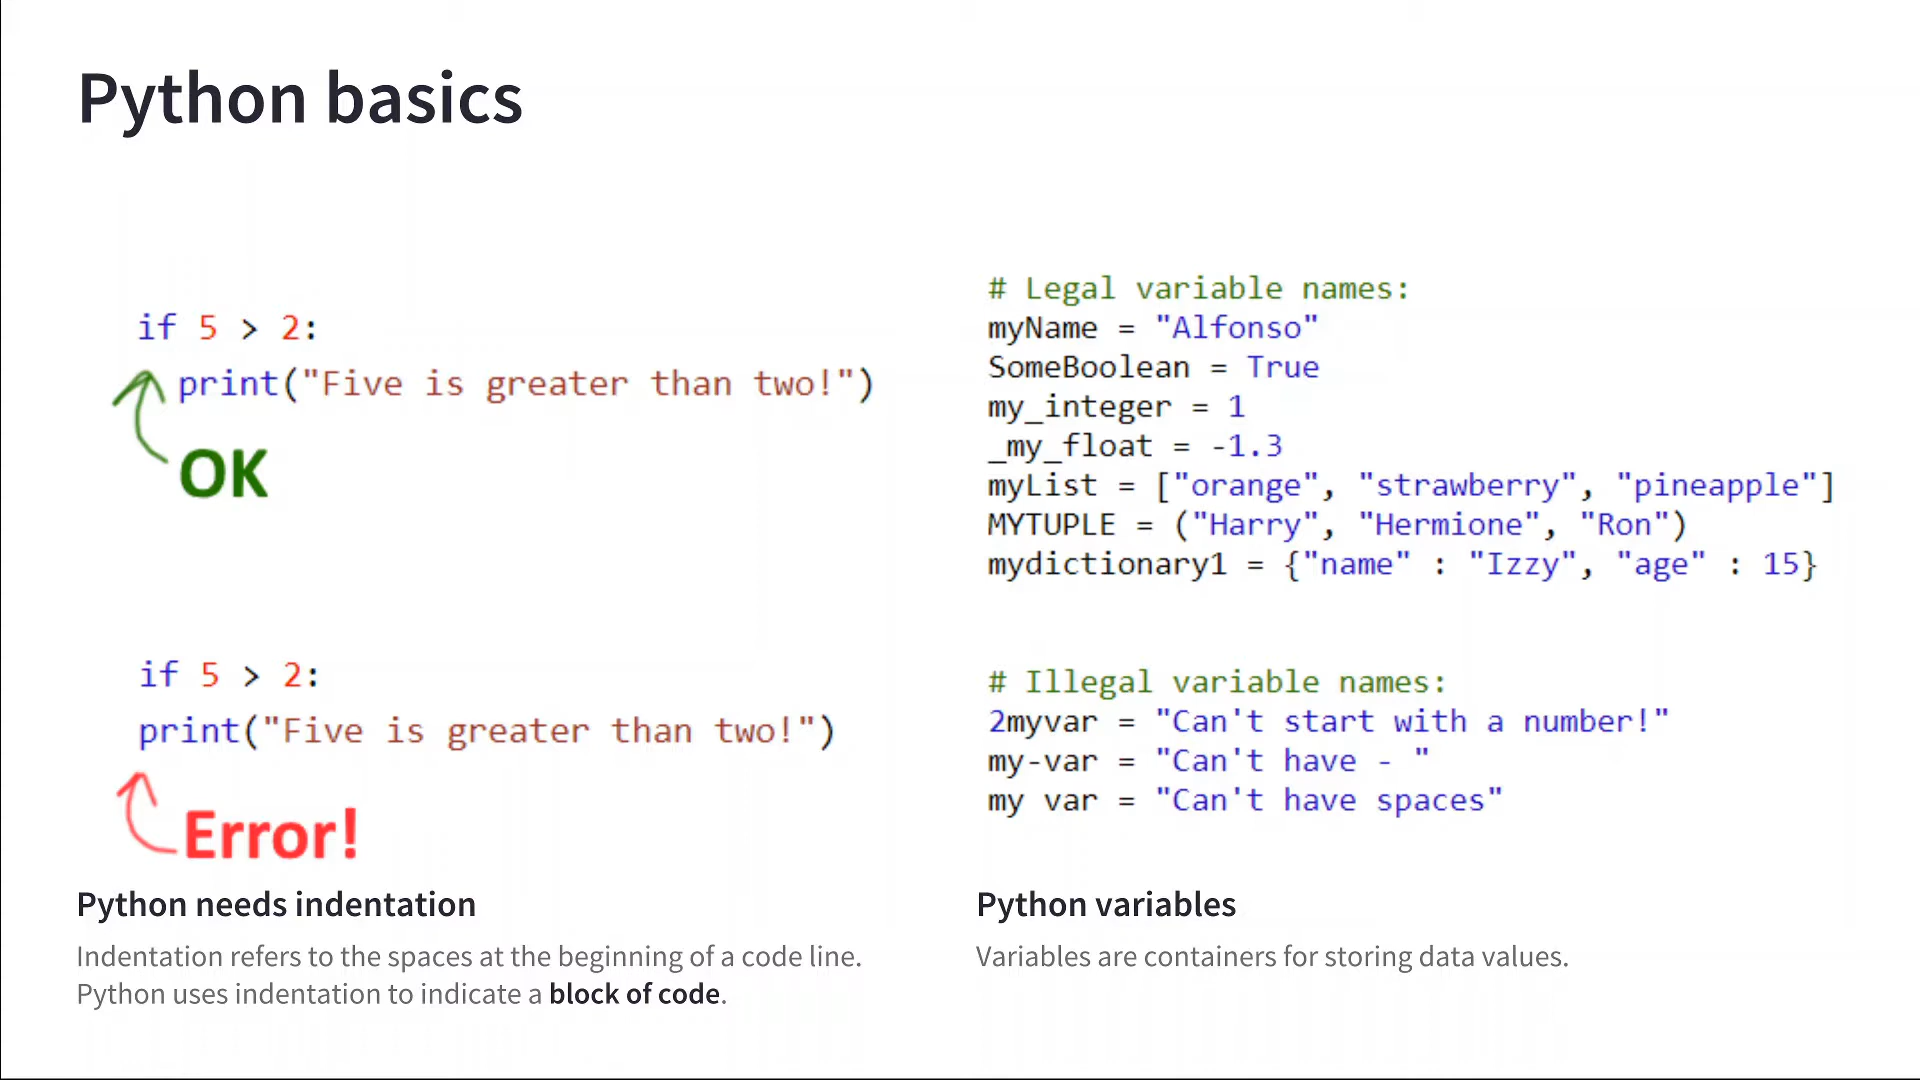 Python basics
if 5 > 2:
print("Five is greater than two!")
OK
if 5 > 2:
print("Five is greater than two!")
Error!
Python needs indentation
Indentation refers to the spaces at the beginning of a code line.
Python uses indentation to indicate a block of code.
# Legal variable names:
myName = "Alfonso"
SomeBoolean = True
my_integer = 1
_my_float = -1.3
myList = ["orange", "strawberry", "pineapple"]
MYTUPLE = ("Harry", "Hermione", "Ron")
mydictionary1 = {"name" : "Izzy", "age" : 15}
# Illegal variable names:
2myvar = "Can't start with a number!"
my-var = "Can't have - "
my var = "Can't have spaces"
Python variables
Variables are containers for storing data values.